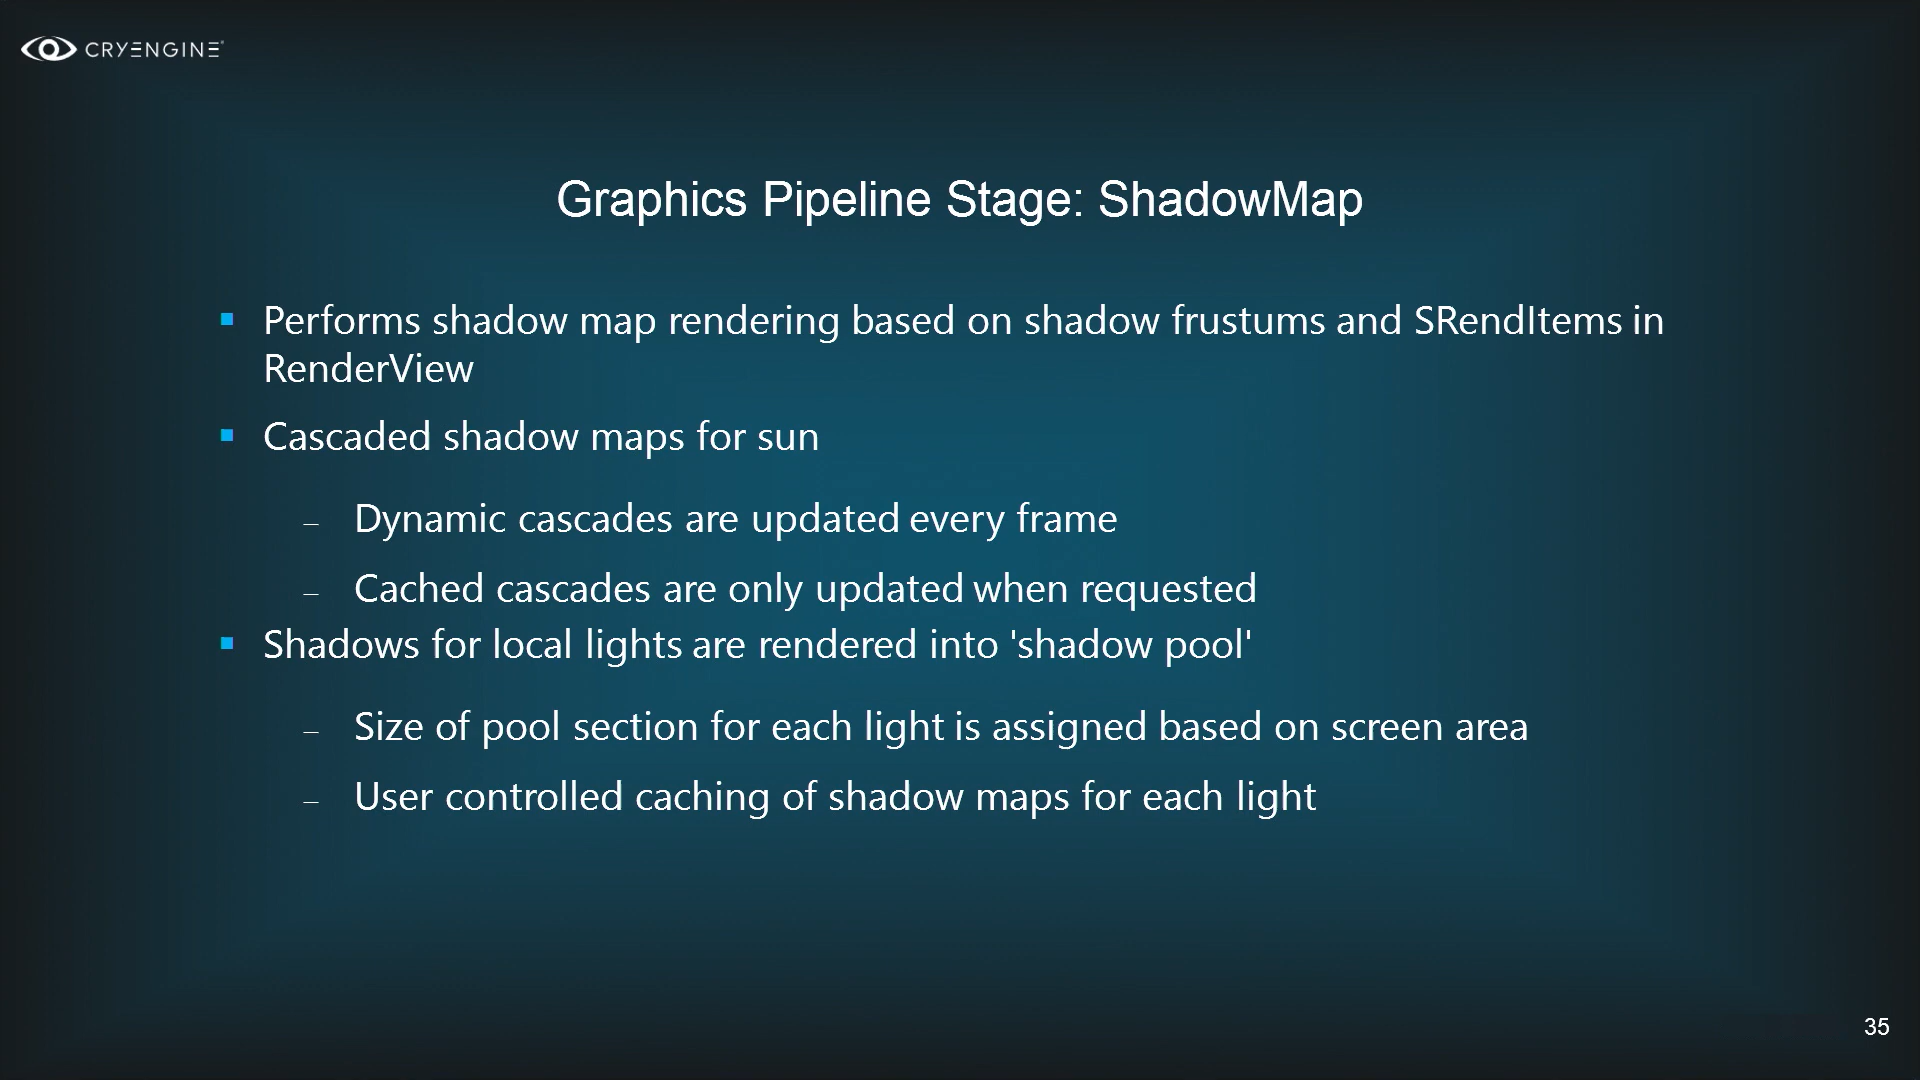 CRYENGINE
Graphics Pipeline Stage: ShadowMap
Performs shadow map rendering based on shadow frustums and SRendItems in
RenderView
Cascaded shadow maps for sun
– Dynamic cascades are updated every frame
– Cached cascades are only updated when requested
Shadows for local lights are rendered into 'shadow pool'
– Size of pool section for each light is assigned based on screen area
– User controlled caching of shadow maps for each light
35